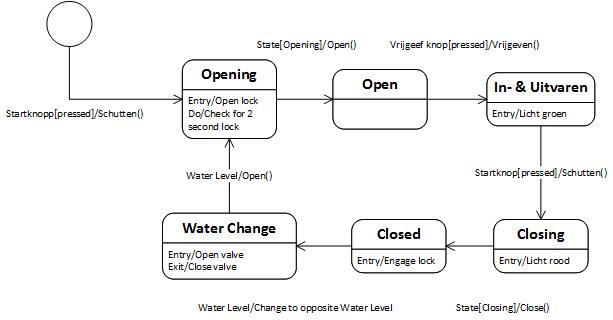 State[Opening]/Open()
Vrijgeef knop[pressed]/Vrijgeven()
Opening
Entry/Open lock
Do/Check for 2
second lock
Open
In- & Uitvaren
Entry/Licht groen
Startknopp[pressed]/Schutten()
Water Level/Open()
Startknop[pressed]/Schutten()
Water Change
Entry/Open valve
Exit/Close valve
Closed
Entry/Engage lock
Closing
Entry/Licht rood
Water Level/Change to opposite Water Level
State[Closing]/Close()